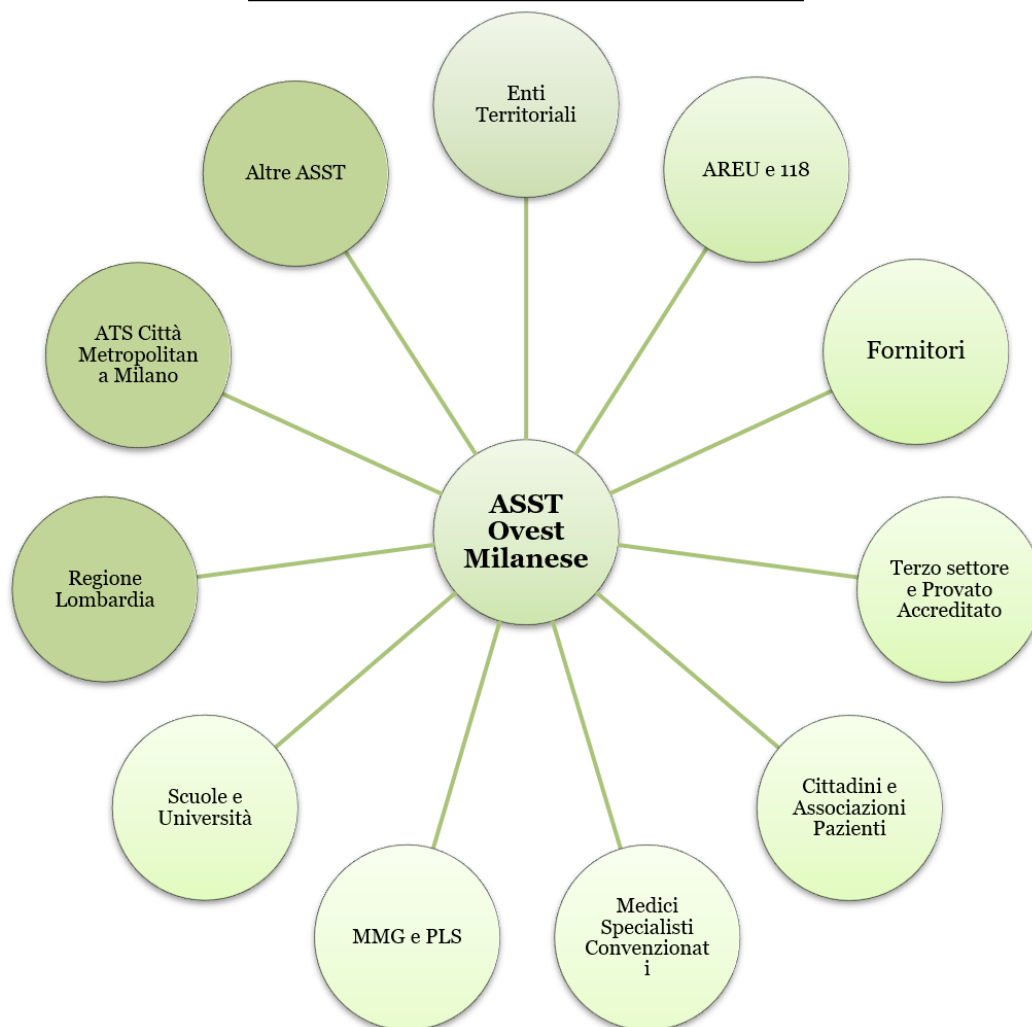 Enti
Territoriali
AREU e 118
Fornitori
Terzo settore
e Provato
Accreditato
Cittadini e
Associazioni
Pazienti
Medici
Specialisti
Convenzionat
i
MMG e PLS
Scuole e
Università
Regione
Lombardia
ATS Città
Metropolitan
a Milano
Altre ASST
ASST
Ovest
Milanese